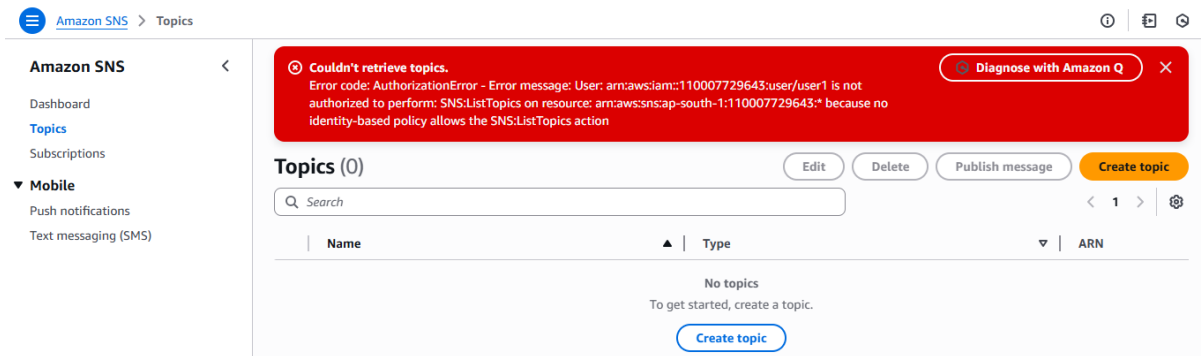 Amazon SNS > Topics
Amazon SNS
Dashboard
Topics
Subscriptions
Mobile
Push notifications
Text messaging (SMS)
Couldn't retrieve topics.
Error code: AuthorizationError - Error message: User: arn:aws:iam::110007729643:user/user1 is not
authorized to perform: SNS:ListTopics on resource: arn:aws:sns:ap-south-1:110007729643:* because no
identity-based policy allows the SNS:ListTopics action
Diagnose with Amazon Q
Topics (0)
Edit Delete Publish message Create topic
Search
1
Name Type ARN
No topics
To get started, create a topic.
Create topic